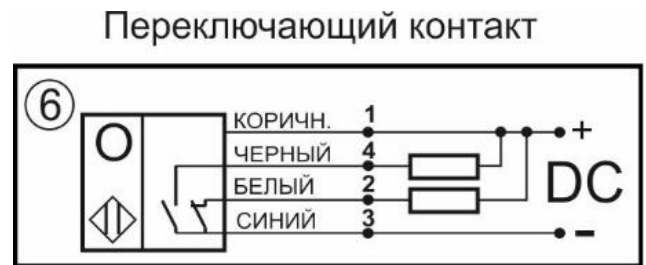 Переключающий контакт
6
КОРИЧН. 1
O
+
ЧЕРНЫЙ 4
DC
БЕЛЫЙ 2
СИНИЙ 3
-